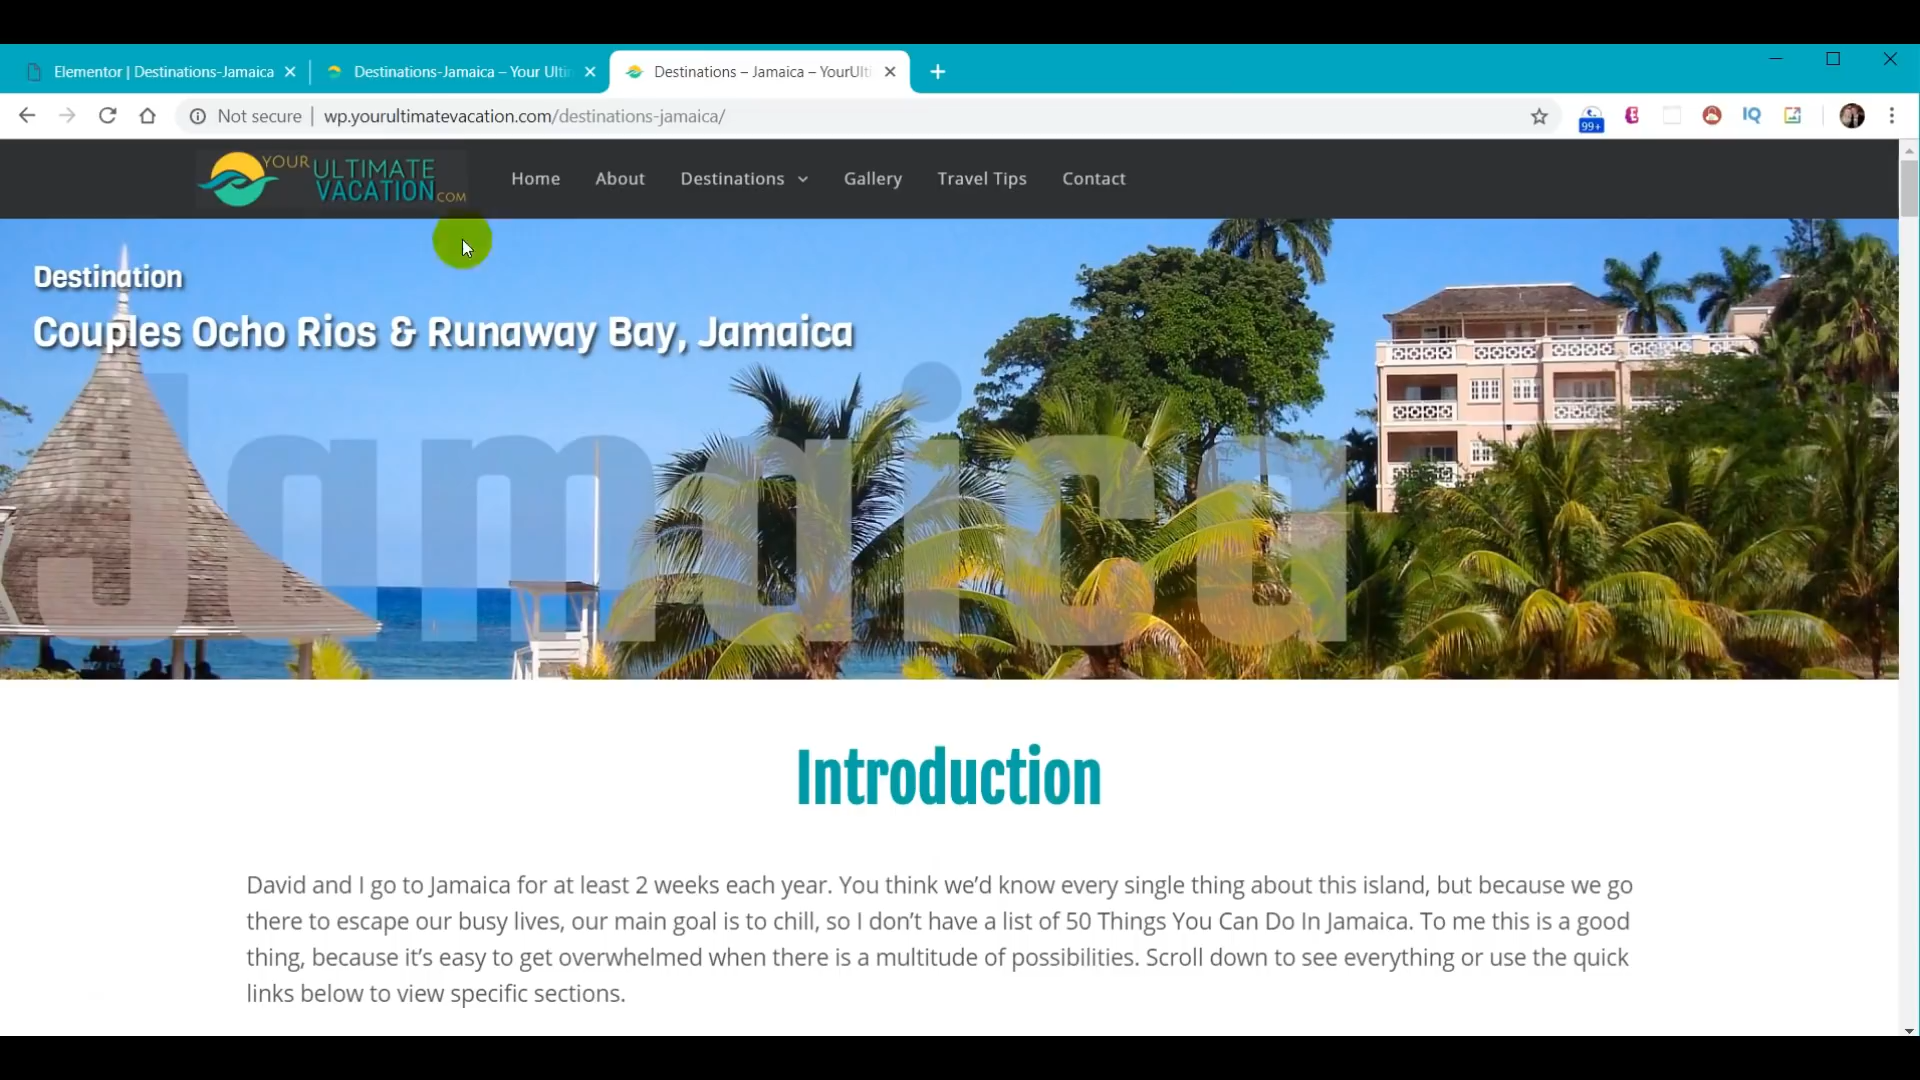 Elementor | Destinations-Jamaica
Destinations-Jamaica – Your Ulti
Destinations – Jamaica – YourUlti
Not secure | wp.yourultimatevacation.com/destinations-jamaica/
99+
IQ
YOUR ULTIMATE
VACATION.COM
Home
About
Destinations
Gallery
Travel Tips
Contact
Destination
Couples Ocho Rios & Runaway Bay, Jamaica
Jamaica
Introduction
David and I go to Jamaica for at least 2 weeks each year. You think we’d know every single thing about this island, but because we go
there to escape our busy lives, our main goal is to chill, so I don’t have a list of 50 Things You Can Do In Jamaica. To me this is a good
thing, because it’s easy to get overwhelmed when there is a multitude of possibilities. Scroll down to see everything or use the quick
links below to view specific sections.